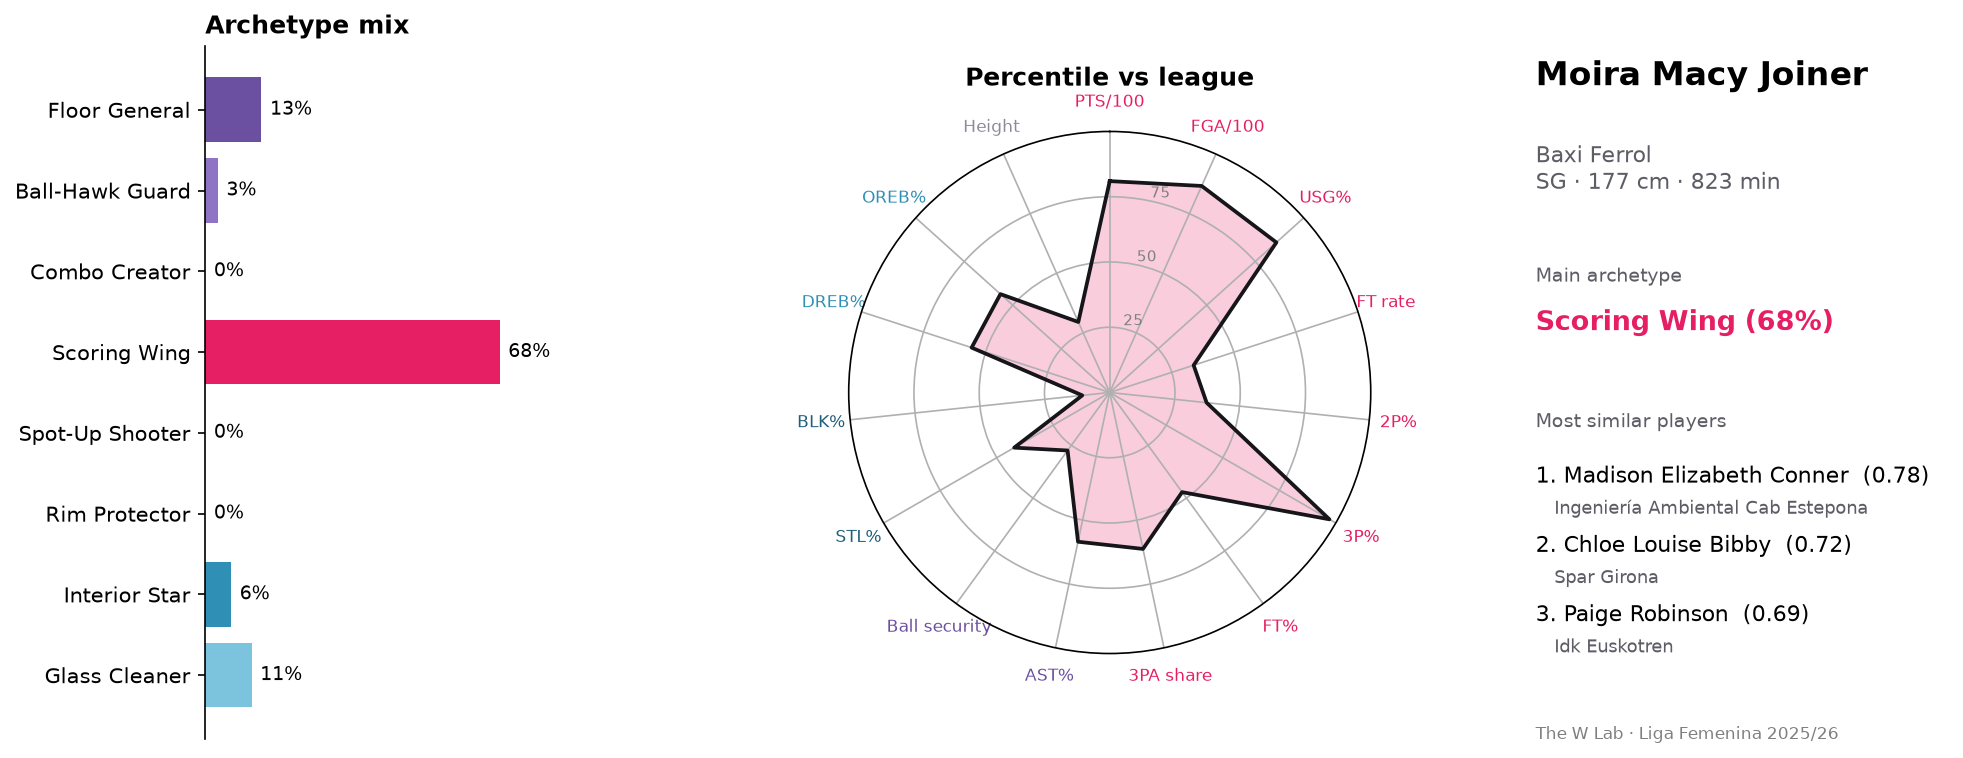 Archetype mix
Floor General
13%
Ball-Hawk Guard
3%
Combo Creator
0%
Scoring Wing
68%
Spot-Up Shooter
0%
Rim Protector
0%
Interior Star
6%
Glass Cleaner
11%
Percentile vs league
PTS/100
FGA/100
USG%
FT rate
2P%
3P%
FT%
3PA share
AST%
Ball security
STL%
BLK%
DREB%
OREB%
Height
75
50
25
Moira Macy Joiner
Baxi Ferrol
SG · 177 cm · 823 min
Main archetype
Scoring Wing (68%)
Most similar players
1. Madison Elizabeth Conner (0.78)
Ingeniería Ambiental Cab Estepona
2. Chloe Louise Bibby (0.72)
Spar Girona
3. Paige Robinson (0.69)
Idk Euskotren
The W Lab · Liga Femenina 2025/26